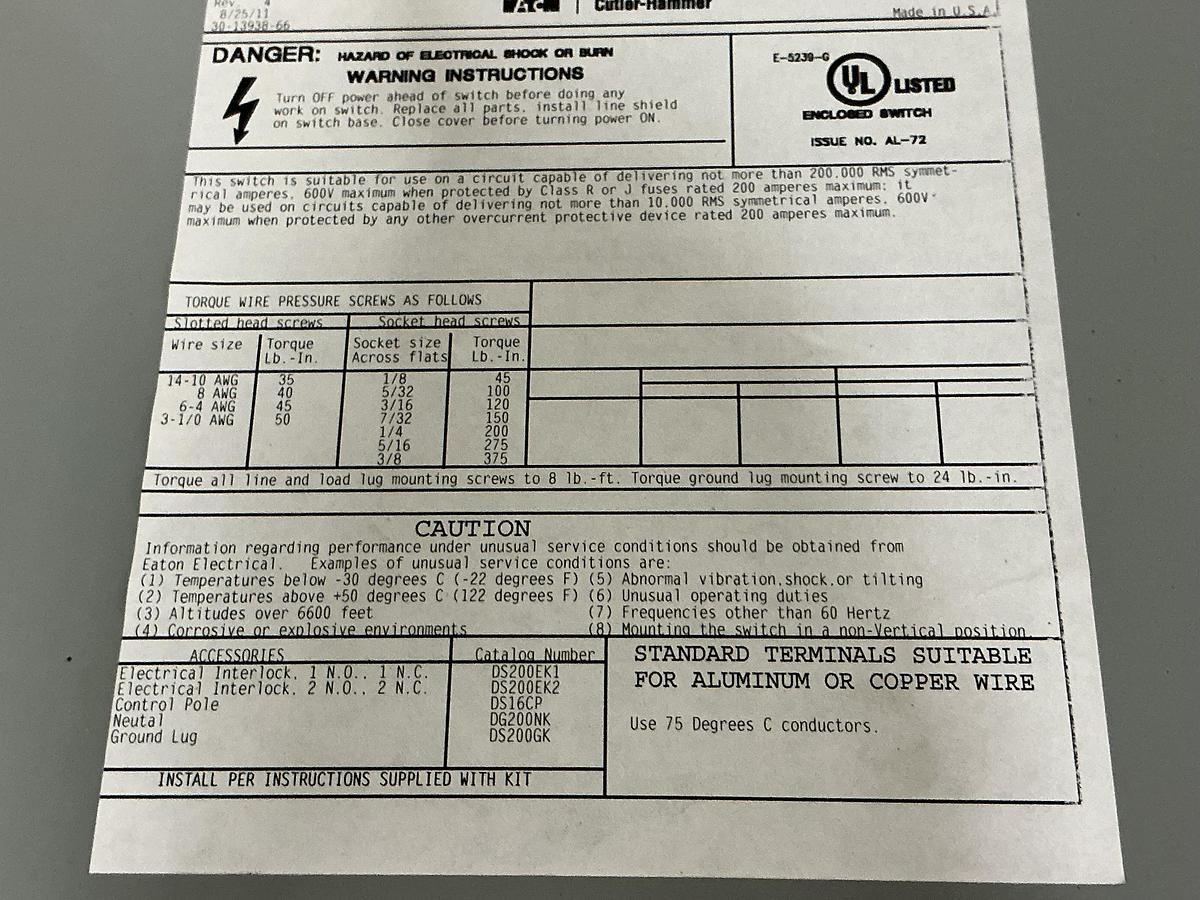 Rev. 4
8/25/11
30-13938-66
EATON Cutler-Hammer
Made in U.S.A.
DANGER: HAZARD OF ELECTRICAL SHOCK OR BURN
WARNING INSTRUCTIONS
Turn OFF power ahead of switch before doing any
work on switch. Replace all parts, install line shield
on switch base. Close cover before turning power ON.
E-5239-G
UL LISTED
ENCLOSED SWITCH
ISSUE NO. AL-72
This switch is suitable for use on a circuit capable of delivering not more than 200.000 RMS symmet-
rical amperes, 600V maximum when protected by Class R or J fuses rated 200 amperes maximum; it
may be used on circuits capable of delivering not more than 10.000 RMS symmetrical amperes. 600V
maximum when protected by any other overcurrent protective device rated 200 amperes maximum.
TORQUE WIRE PRESSURE SCREWS AS FOLLOWS
Slotted head screws Socket head screws
Wire size Torque Socket size Torque
Lb.-In. Across flats Lb.-In.
14-10 AWG 35 1/8 45
8 AWG 40 5/32 100
6-4 AWG 45 3/16 120
3-1/0 AWG 50 7/32 150
1/4 200
5/16 275
3/8 375
Torque all line and load lug mounting screws to 8 lb.-ft. Torque ground lug mounting screw to 24 lb.-in.
CAUTION
Information regarding performance under unusual service conditions should be obtained from
Eaton Electrical. Examples of unusual service conditions are:
(1) Temperatures below -30 degrees C (-22 degrees F) (5) Abnormal vibration,shock,or tilting
(2) Temperatures above +50 degrees C (122 degrees F) (6) Unusual operating duties
(3) Altitudes over 6600 feet (7) Frequencies other than 60 Hertz
(4) Corrosive or explosive environments (8) Mounting the switch in a non-Vertical position
ACCESSORIES Catalog Number
Electrical Interlock, 1 N.O., 1 N.C. DS200EK1
Electrical Interlock, 2 N.O., 2 N.C. DS200EK2
Control Pole DS16CP
Neutal DG200NK
Ground Lug DS200GK
INSTALL PER INSTRUCTIONS SUPPLIED WITH KIT
STANDARD TERMINALS SUITABLE
FOR ALUMINUM OR COPPER WIRE
Use 75 Degrees C conductors.